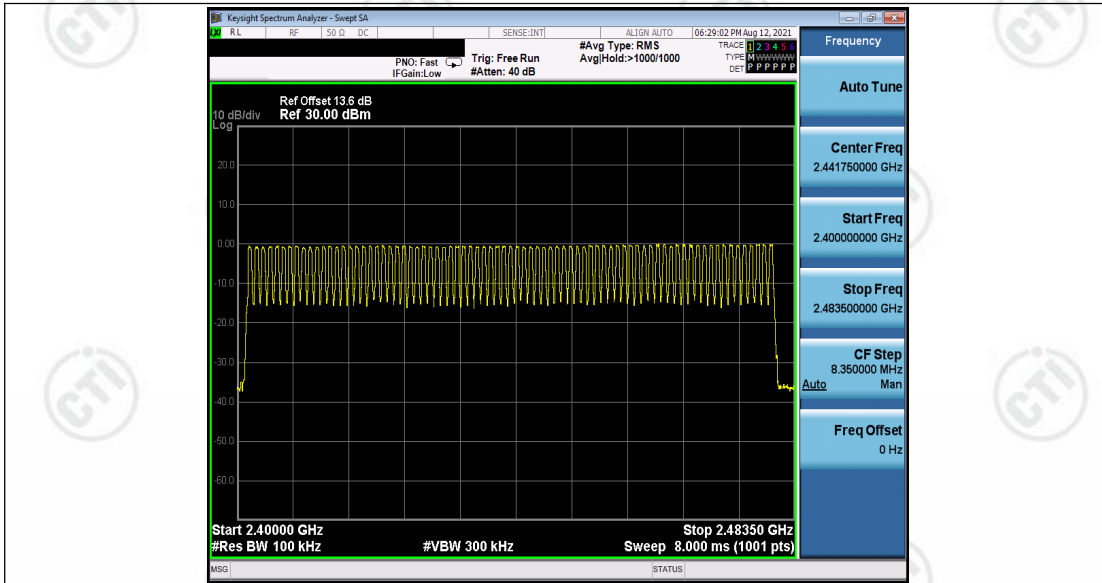 Keysight Spectrum Analyzer - Swept SA
LXI RL RF 50 Ω DC SENSE:INT ALIGN AUTO 06:29:02 PM Aug 12, 2021
#Avg Type: RMS TRACE 1 2 3 4 5 6
PNO: Fast Trig: Free Run Avg|Hold:>1000/1000 TYPE M W W W W W
IFGain:Low #Atten: 40 dB DET P P P P P P
Ref Offset 13.6 dB
10 dB/div Ref 30.00 dBm
Log
20.0
10.0
0.00
-10.0
-20.0
-30.0
-40.0
-50.0
-60.0
Start 2.40000 GHz Stop 2.48350 GHz
#Res BW 100 kHz #VBW 300 kHz Sweep 8.000 ms (1001 pts)
MSG STATUS
Frequency
Auto Tune
Center Freq
2.441750000 GHz
Start Freq
2.400000000 GHz
Stop Freq
2.483500000 GHz
CF Step
8.350000 MHz
Auto Man
Freq Offset
0 Hz
CTI
CTI
CTI
CTI